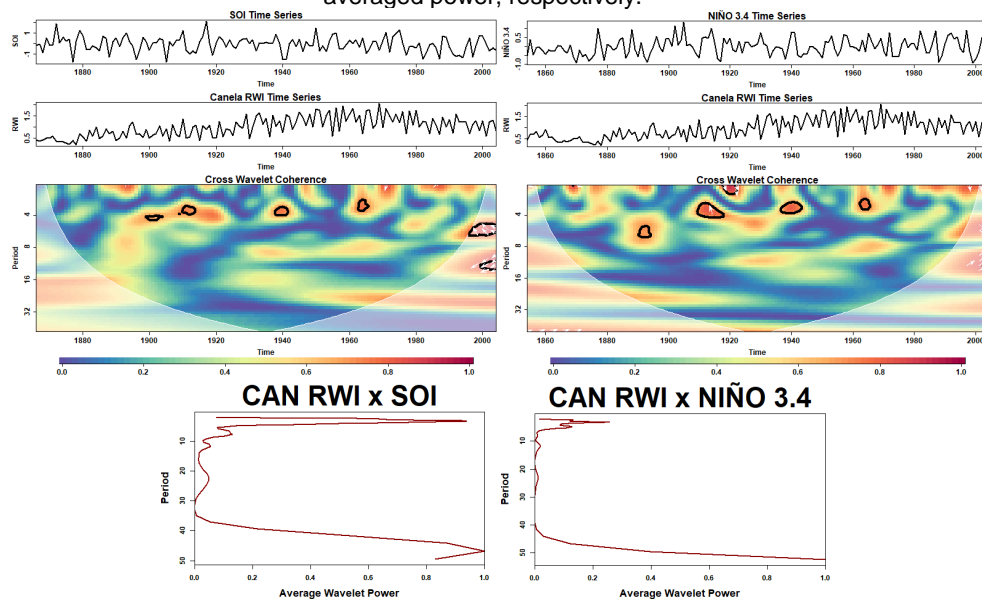 averaged power, respectively.
SOI Time Series
SOI
-1 1
1880 1900 1920 1940 1960 1980 2000
Time
Canela RWI Time Series
RWI
0.5 1.5
1880 1900 1920 1940 1960 1980 2000
Time
Cross Wavelet Coherence
Period
4
8
16
32
1880 1900 1920 1940 1960 1980 2000
Time
0.0 0.2 0.4 0.6 0.8 1.0
NIÑO 3.4 Time Series
NIÑO 3.4
-1.0 0.5
1860 1880 1900 1920 1940 1960 1980 2000
Time
Canela RWI Time Series
RWI
0.5 1.5
1860 1880 1900 1920 1940 1960 1980 2000
Time
Cross Wavelet Coherence
Period
4
8
16
32
1860 1880 1900 1920 1940 1960 1980 2000
Time
0.0 0.2 0.4 0.6 0.8 1.0
CAN RWI x SOI
Period
10
20
30
40
50
0.0 0.2 0.4 0.6 0.8 1.0
Average Wavelet Power
CAN RWI x NIÑO 3.4
Period
10
20
30
40
50
0.0 0.2 0.4 0.6 0.8 1.0
Average Wavelet Power